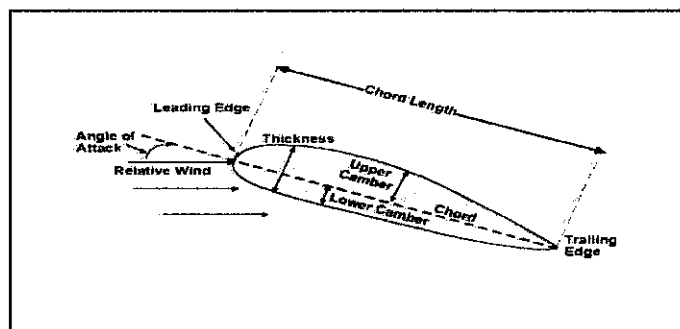 Chord Length
Leading Edge
Angle of
Attack
Thickness
Relative Wind
Upper
Camber
Lower Camber
Chord
Trailing
Edge